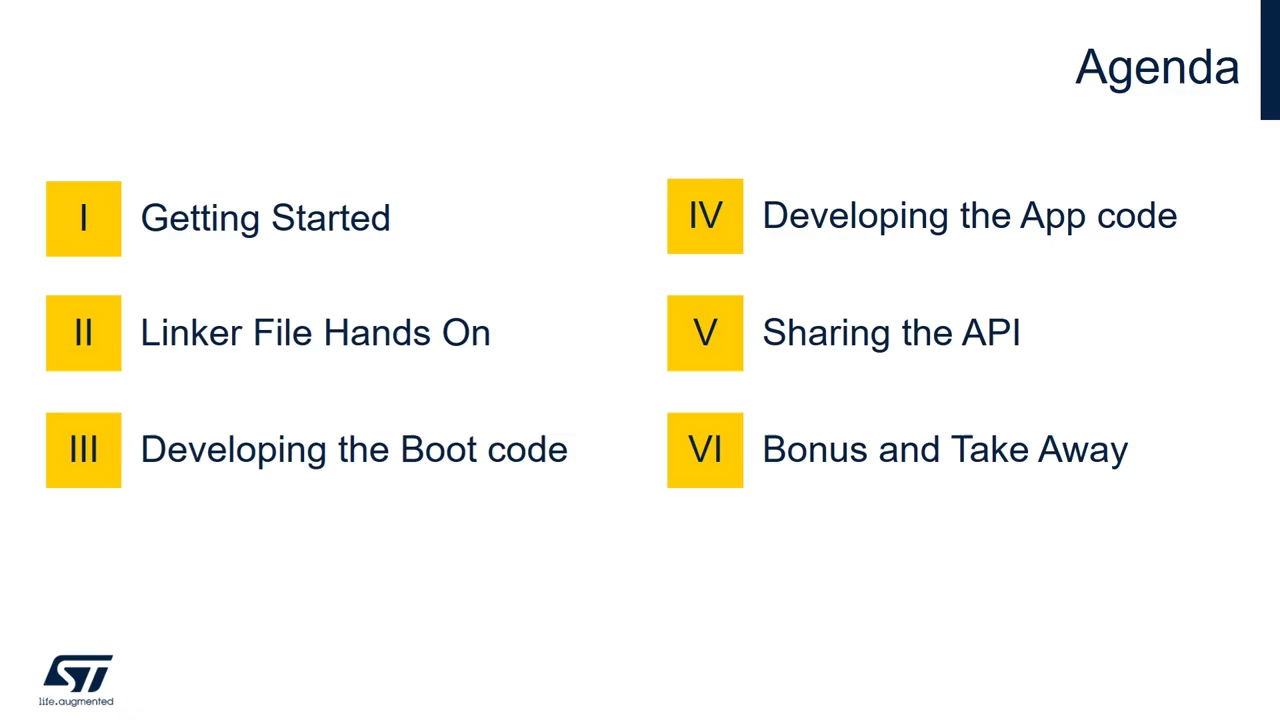 Agenda
I Getting Started
II Linker File Hands On
III Developing the Boot code
IV Developing the App code
V Sharing the API
VI Bonus and Take Away
ST
life.augmented